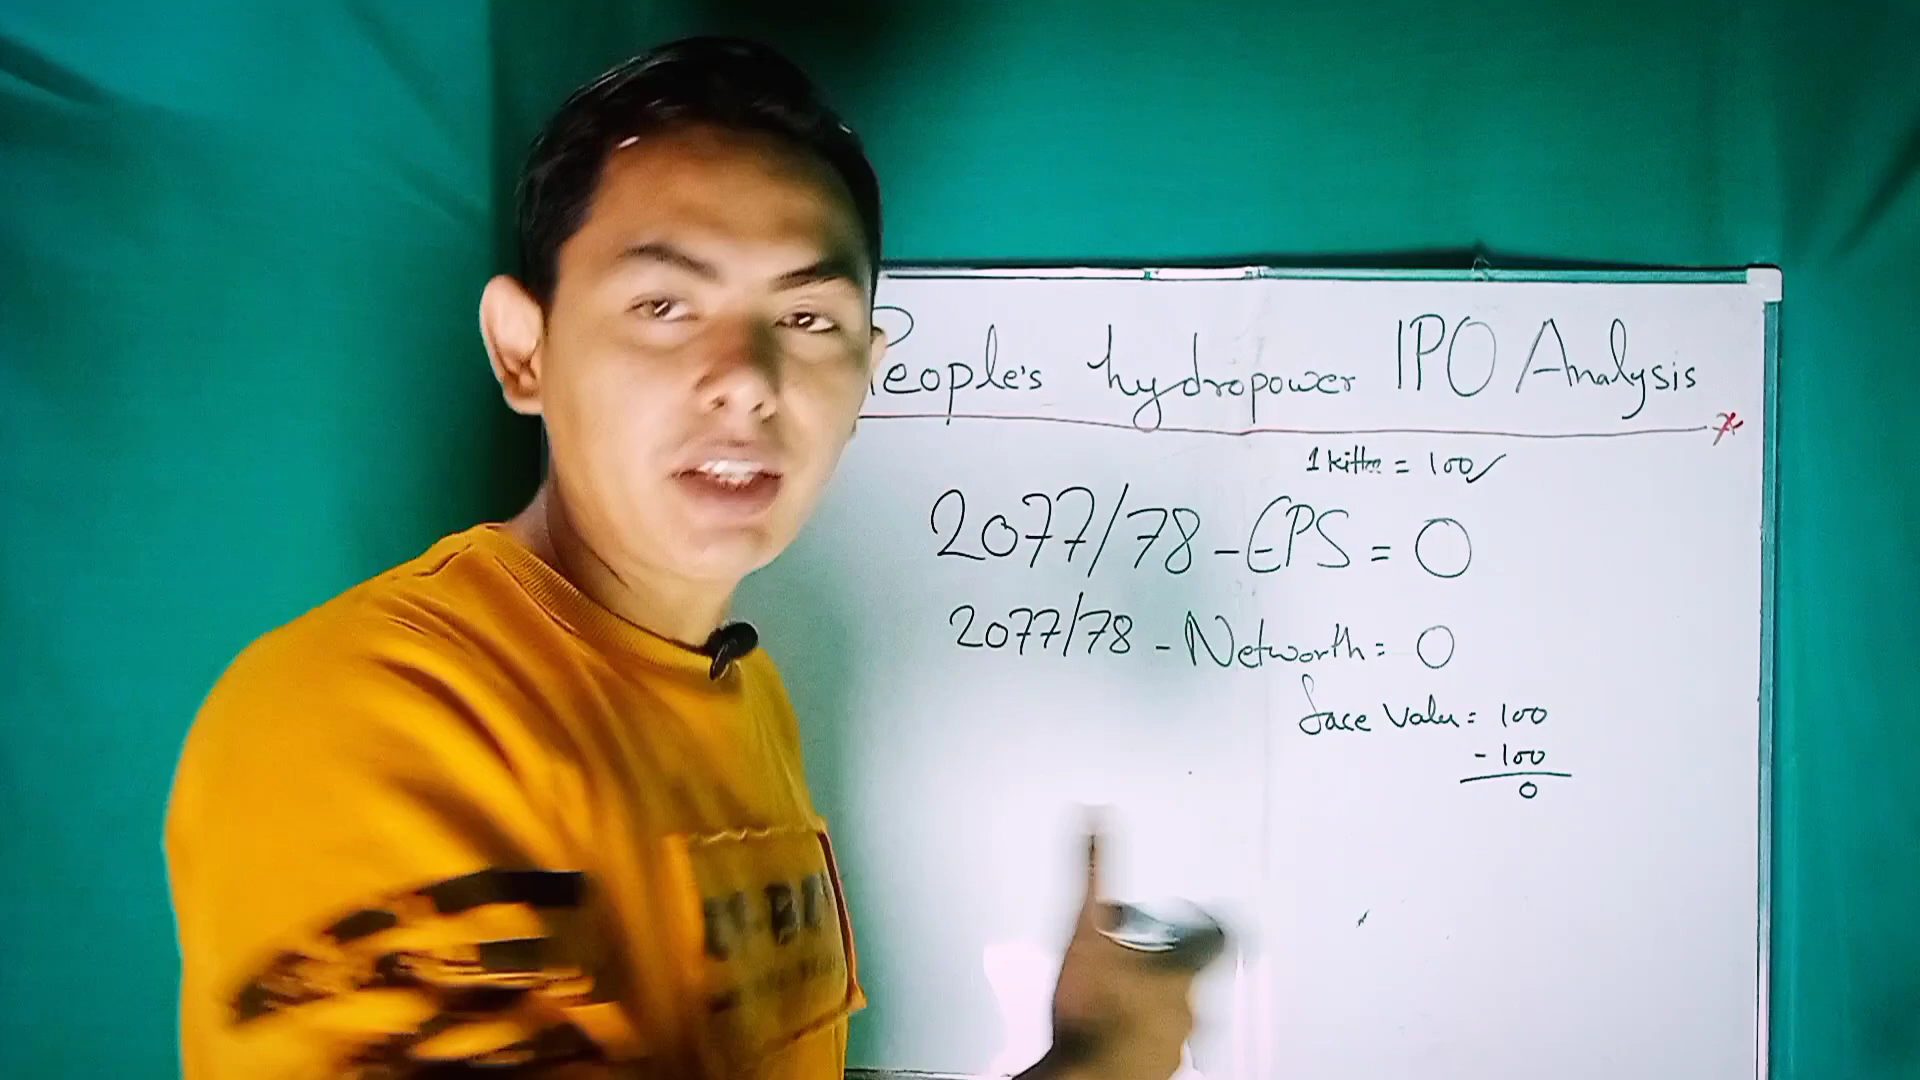 People's hydropower IPO Analysis
1 kitta = 100
2077/78 - EPS = 0
2077/78 - Networth = 0
face Value = 100
- 100
0